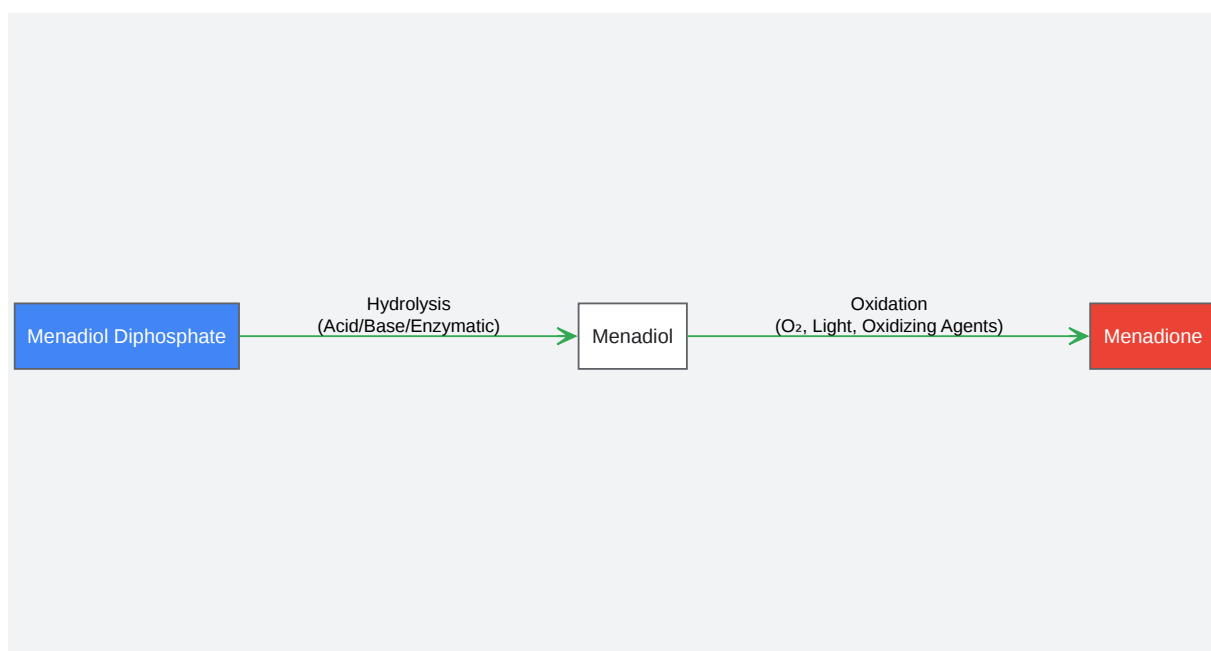 Hydrolysis
(Acid/Base/Enzymatic)
Oxidation
(O₂, Light, Oxidizing Agents)
Menadiol Diphosphate
Menadiol
Menadione